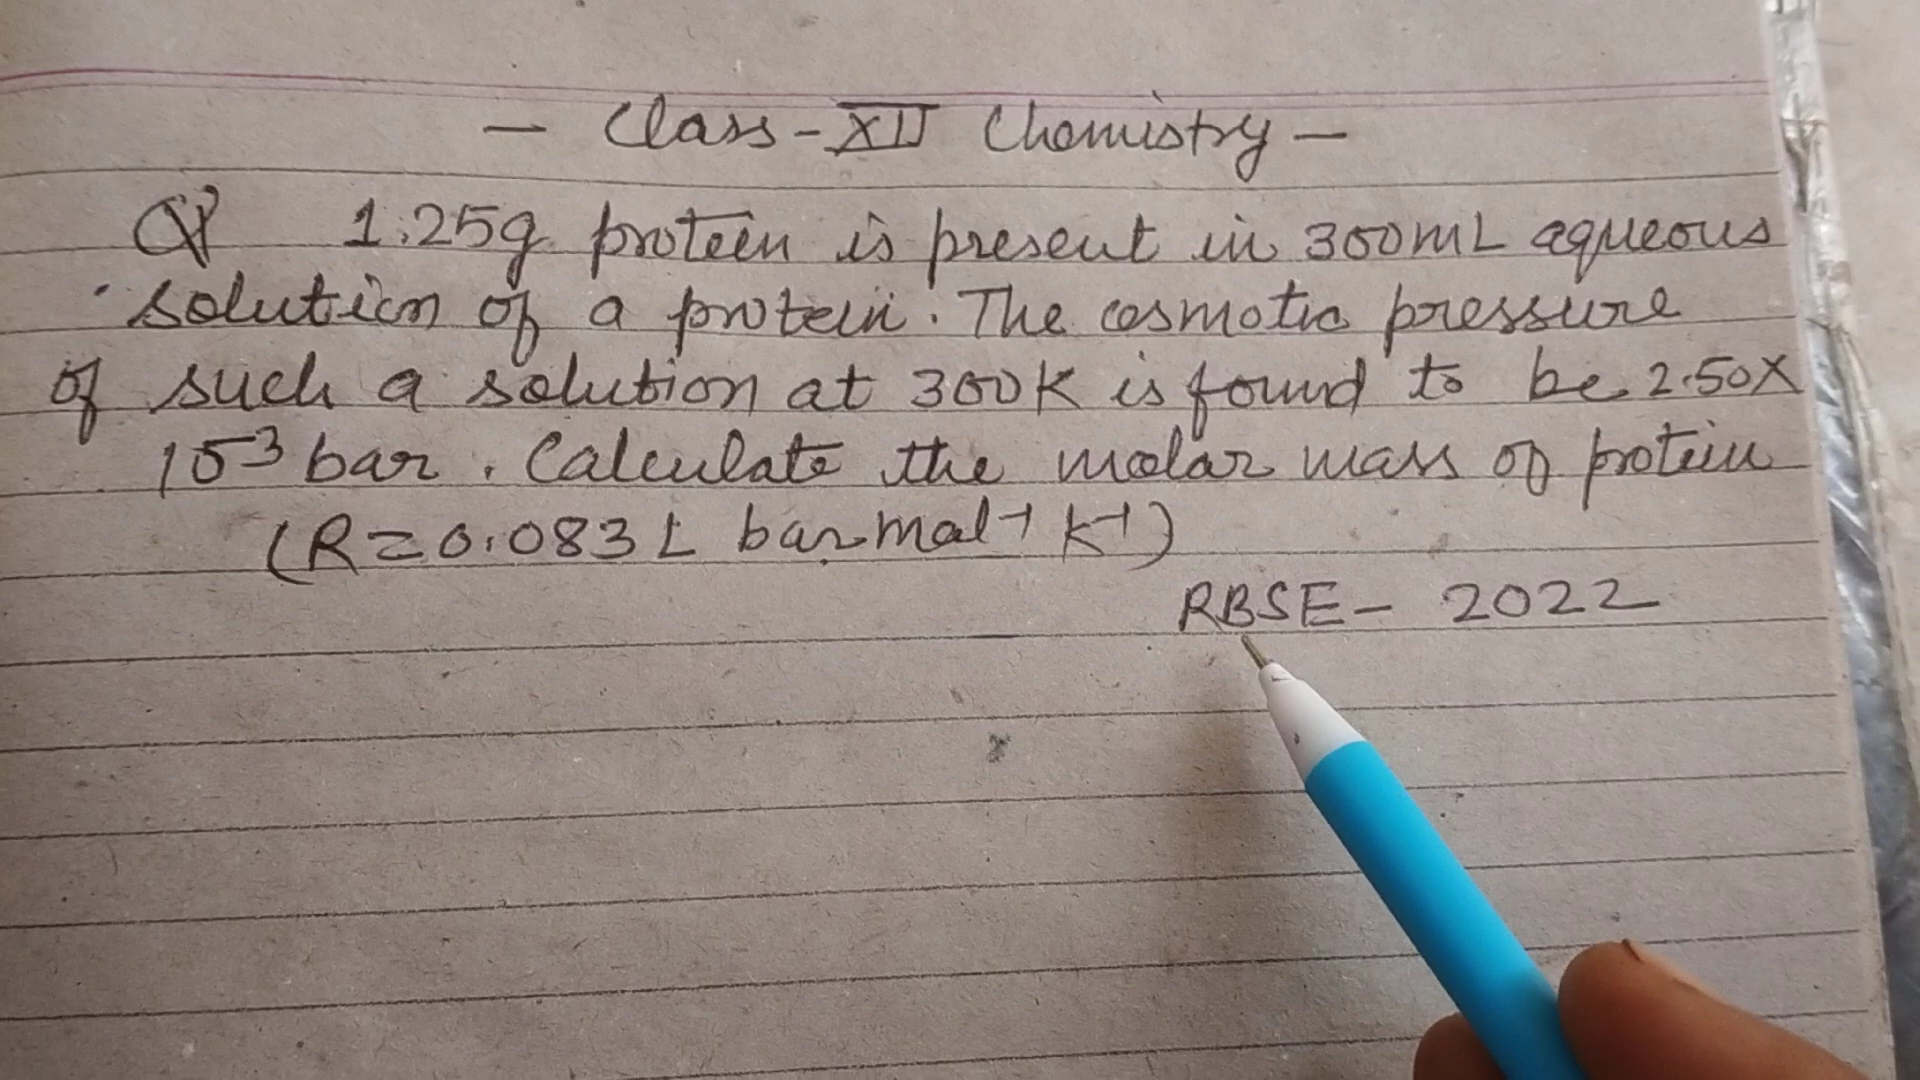 - Class-XII Chemistry -
Q 1.25g protein is present in 300mL aqueous
solution of a protein. The osmotic pressure
of such a solution at 300K is found to be 2.50X
10⁻³ bar. Calculate the molar mass of protein
(R=0.083 L bar mol⁻¹ K⁻¹)
RBSE- 2022